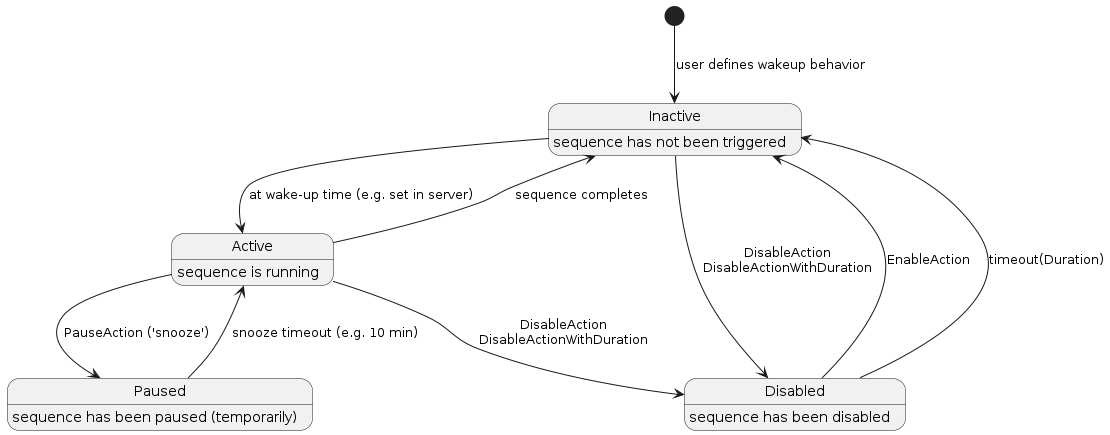 user defines wakeup behavior
Inactive
sequence has not been triggered
at wake-up time (e.g. set in server)
sequence completes
Active
sequence is running
DisableAction
DisableActionWithDuration
EnableAction
timeout(Duration)
PauseAction ('snooze')
snooze timeout (e.g. 10 min)
DisableAction
DisableActionWithDuration
Paused
sequence has been paused (temporarily)
Disabled
sequence has been disabled